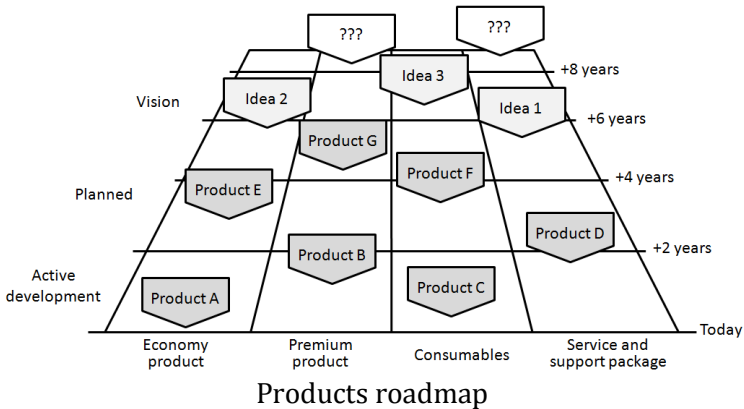 ???
???
+8 years
Idea 3
Vision
Idea 2
Idea 1
+6 years
Product G
Planned
Product E
Product F
+4 years
Product D
+2 years
Product B
Active
development
Product A
Product C
Today
Economy
product
Premium
product
Consumables
Service and
support package
Products roadmap